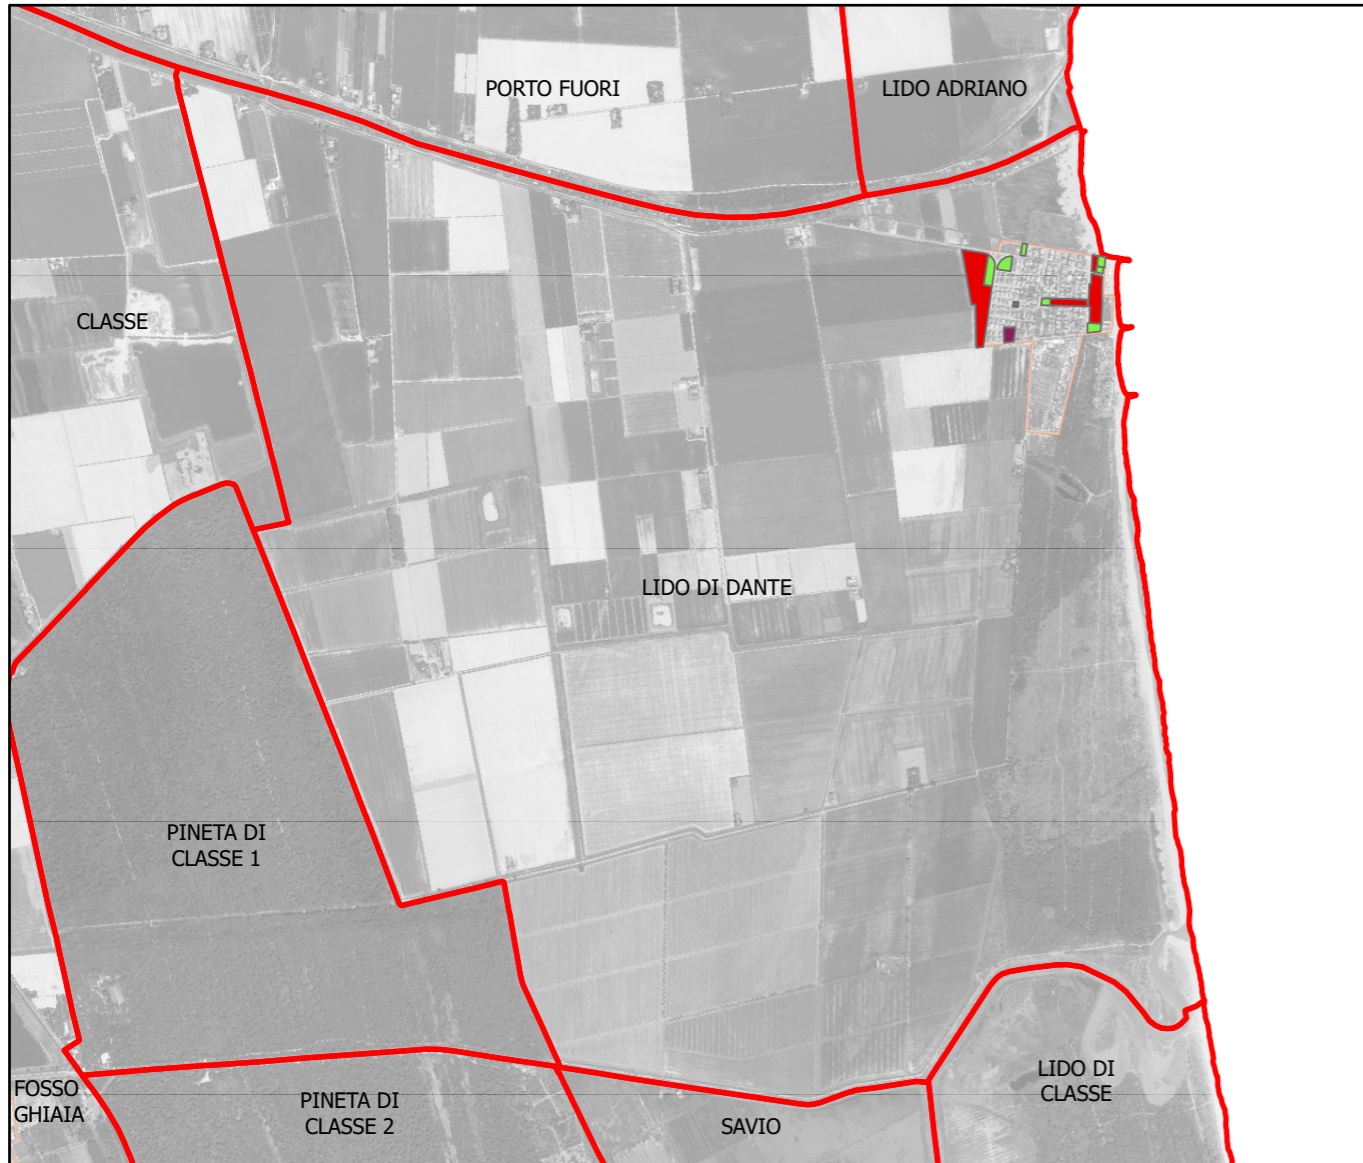 PORTO FUORI
LIDO ADRIANO
CLASSE
LIDO DI DANTE
PINETA DI
CLASSE 1
LIDO DI
CLASSE
FOSSO
GHIAIA
PINETA DI
CLASSE 2
SAVIO